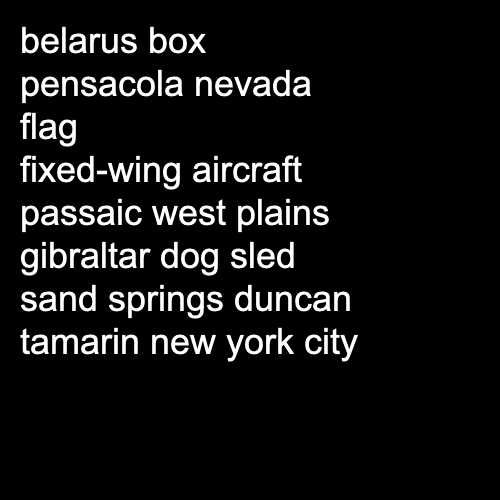 belarus box
pensacola nevada
flag
fixed-wing aircraft
passaic west plains
gibraltar dog sled
sand springs duncan
tamarin new york city